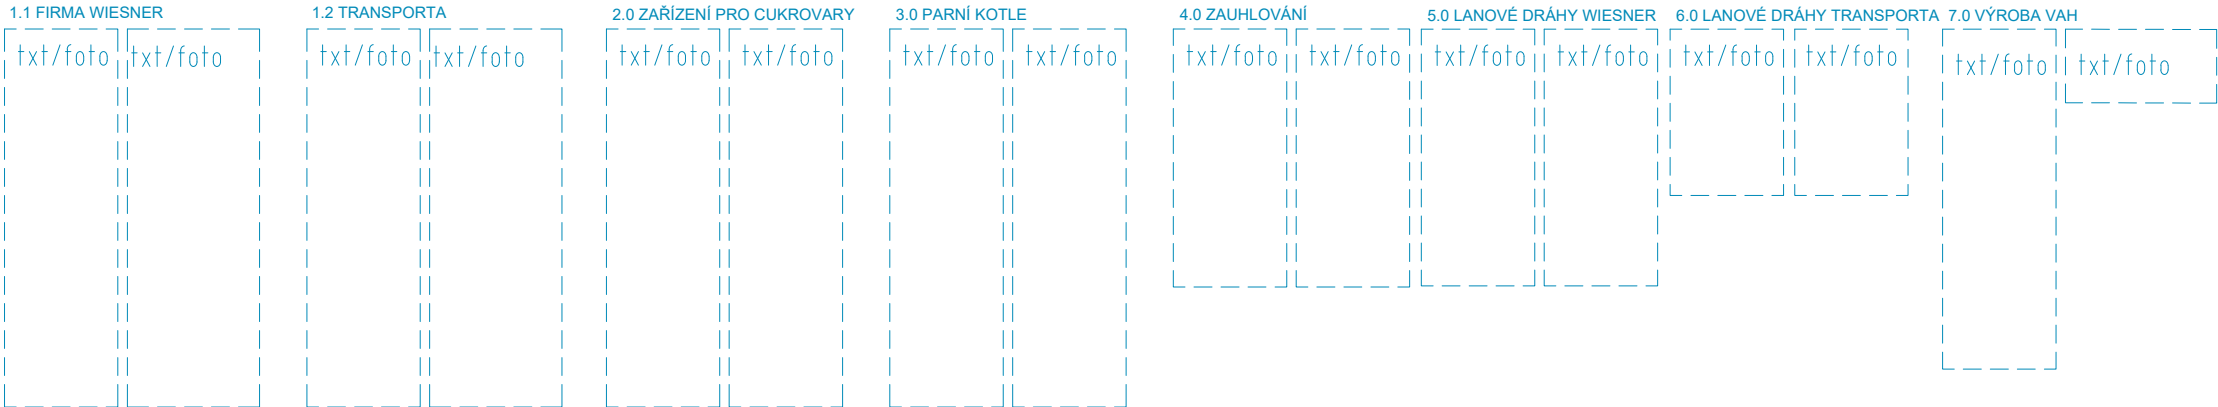 1.1 FIRMA WIESNER
txt/foto
txt/foto
1.2 TRANSPORTA
txt/foto
txt/foto
2.0 ZAŘÍZENÍ PRO CUKROVARY
txt/foto
txt/foto
3.0 PARNÍ KOTLE
txt/foto
txt/foto
4.0 ZAUHLOVÁNÍ
txt/foto
txt/foto
5.0 LANOVÉ DRÁHY WIESNER
txt/foto
txt/foto
6.0 LANOVÉ DRÁHY TRANSPORTA
txt/foto
txt/foto
7.0 VÝROBA VAH
txt/foto
txt/foto